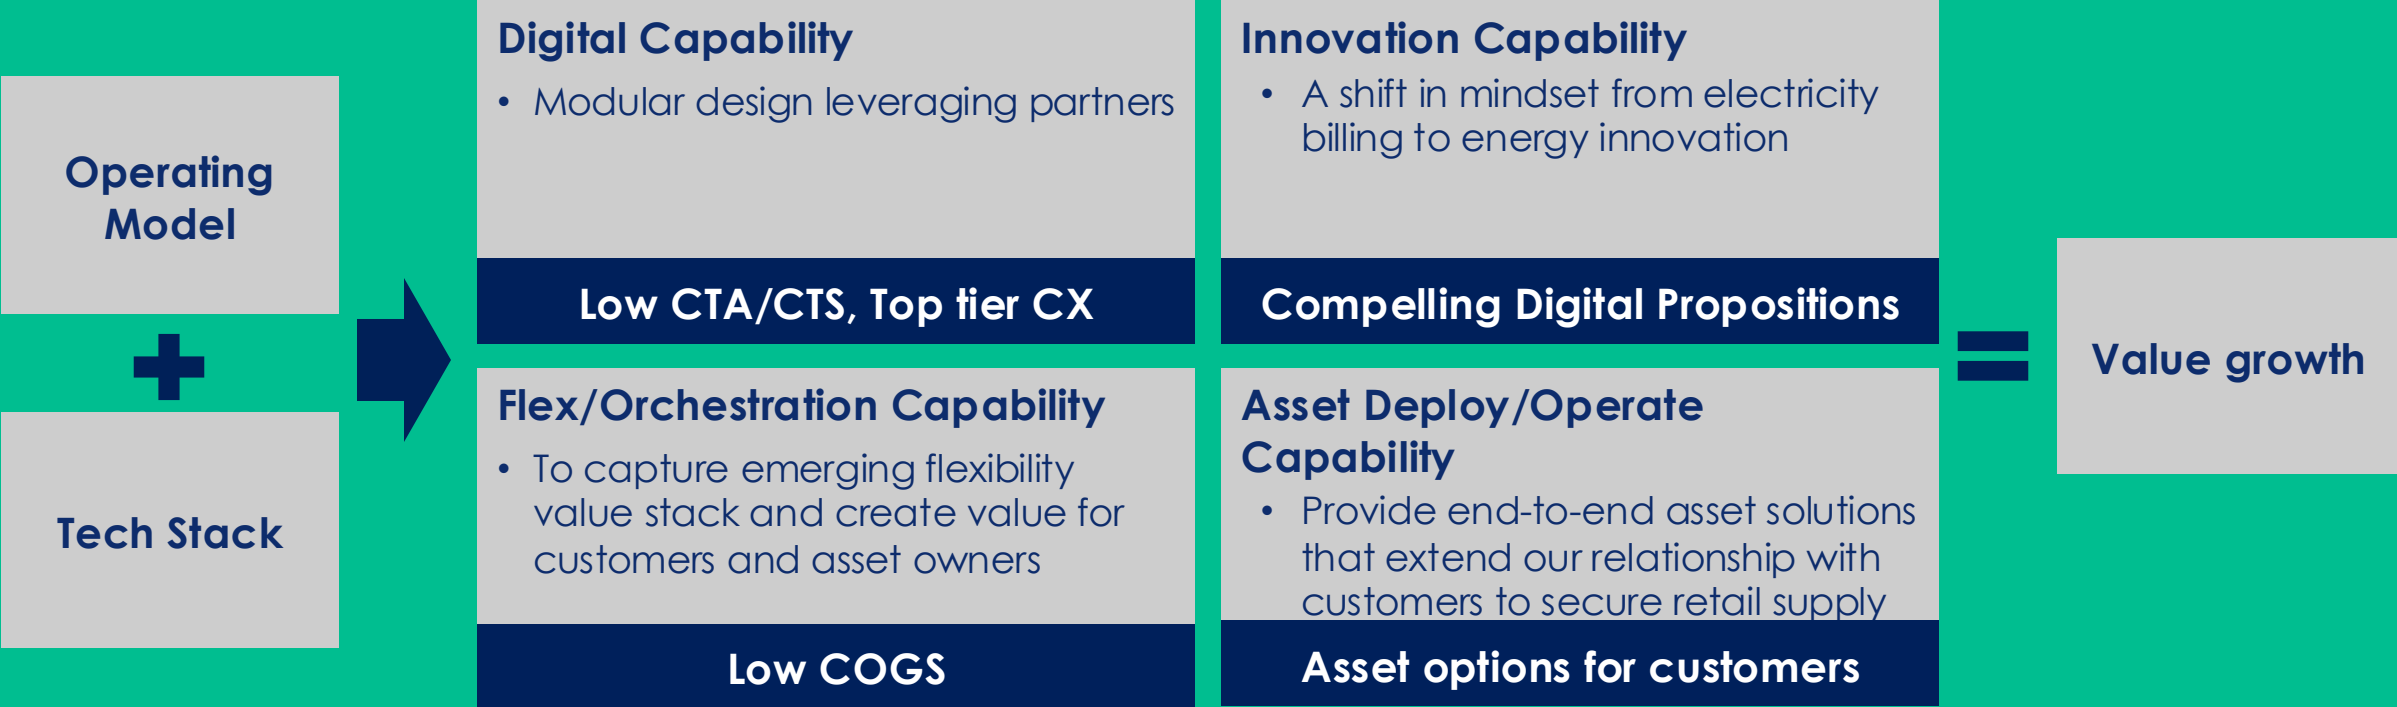 Operating
Model
Tech Stack
Digital Capability
• Modular design leveraging partners
Low CTA/CTS, Top tier CX
Innovation Capability
• A shift in mindset from electricity
billing to energy innovation
Compelling Digital Propositions
Flex/Orchestration Capability
• To capture emerging flexibility
value stack and create value for
customers and asset owners
Low COGS
Asset Deploy/Operate
Capability
• Provide end-to-end asset solutions
that extend our relationship with
customers to secure retail supply
Asset options for customers
Value growth